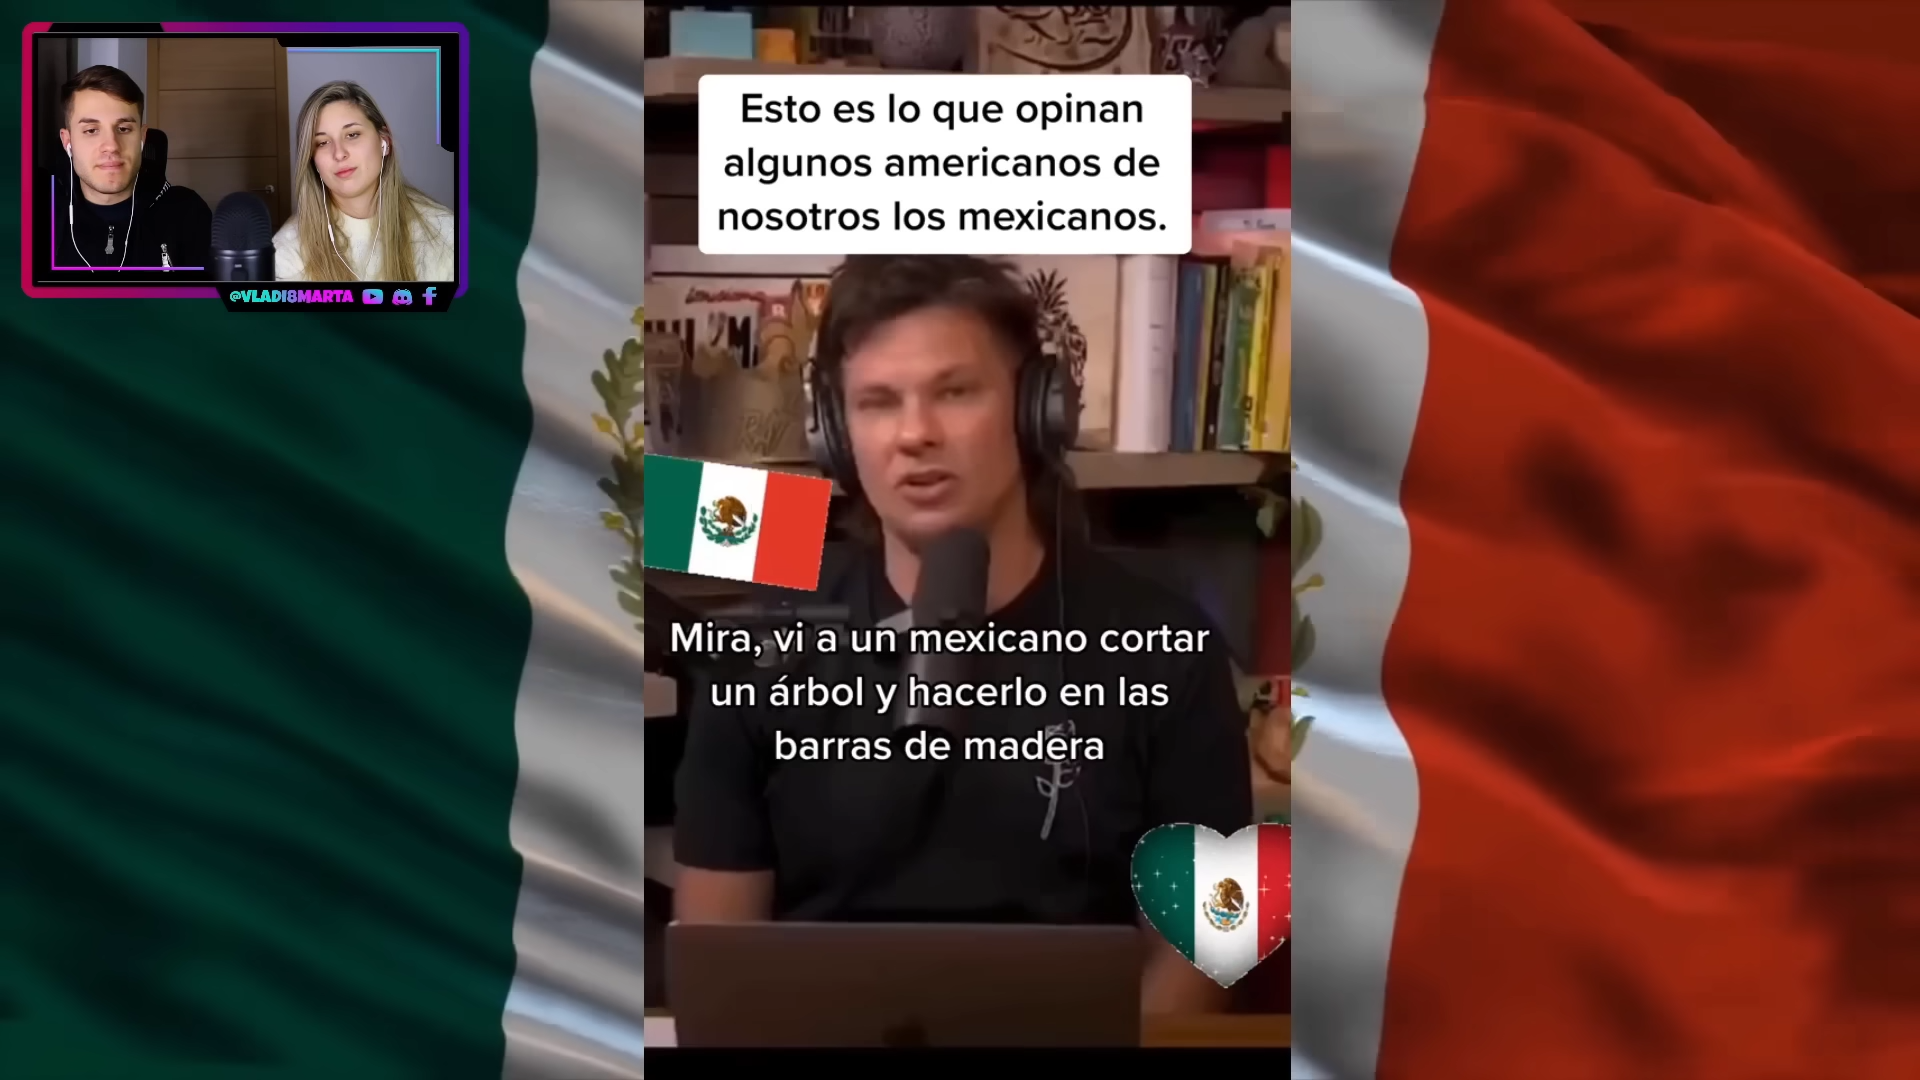 @VLADI8MARTA
Esto es lo que opinan
algunos americanos de
nosotros los mexicanos.
Mira, vi a un mexicano cortar
un árbol y hacerlo en las
barras de madera